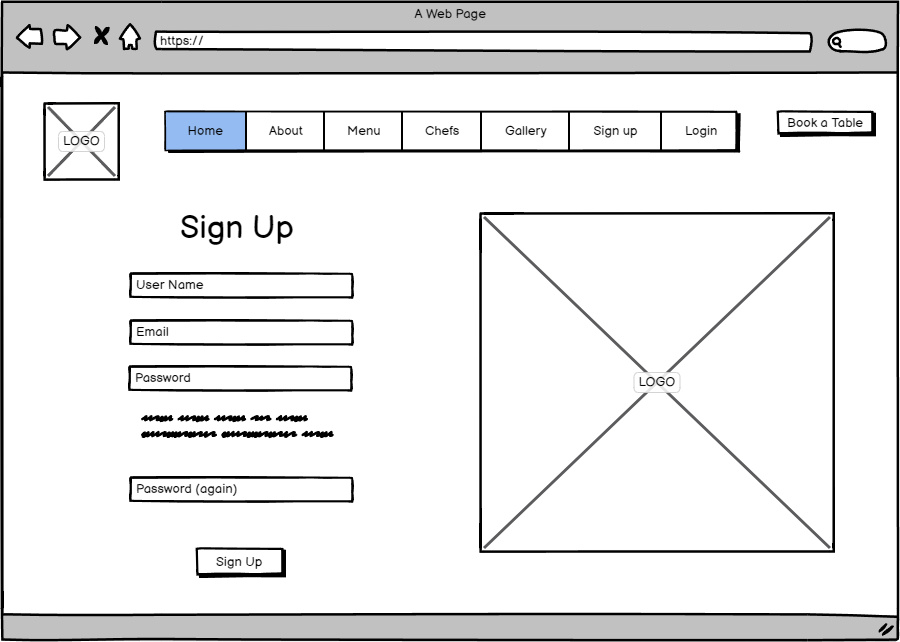 A Web Page
https://
LOGO
Home About Menu Chefs Gallery Sign up Login
Book a Table
Sign Up
User Name
Email
Password
Password (again)
Sign Up
LOGO